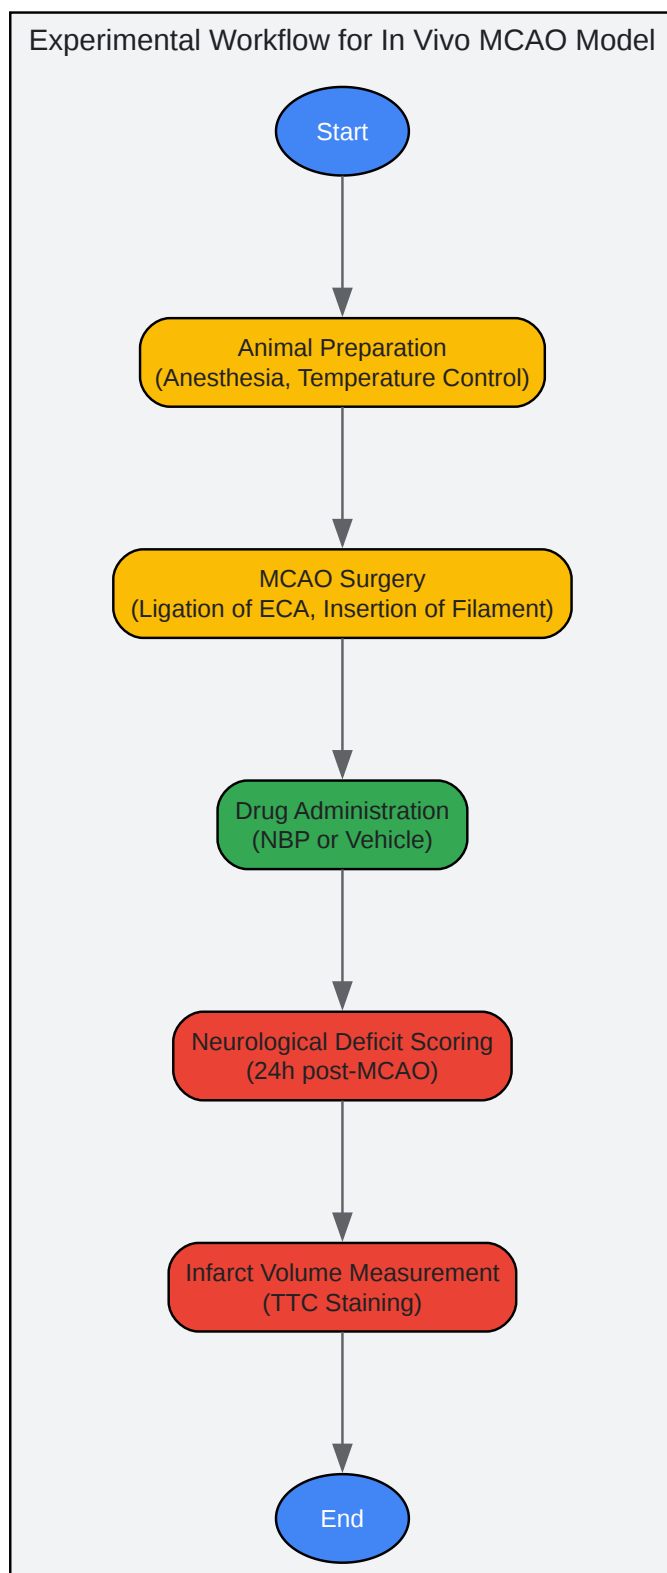 Experimental Workflow for In Vivo MCAO Model
Start
Animal Preparation
(Anesthesia, Temperature Control)
MCAO Surgery
(Ligation of ECA, Insertion of Filament)
Drug Administration
(NBP or Vehicle)
Neurological Deficit Scoring
(24h post-MCAO)
Infarct Volume Measurement
(TTC Staining)
End